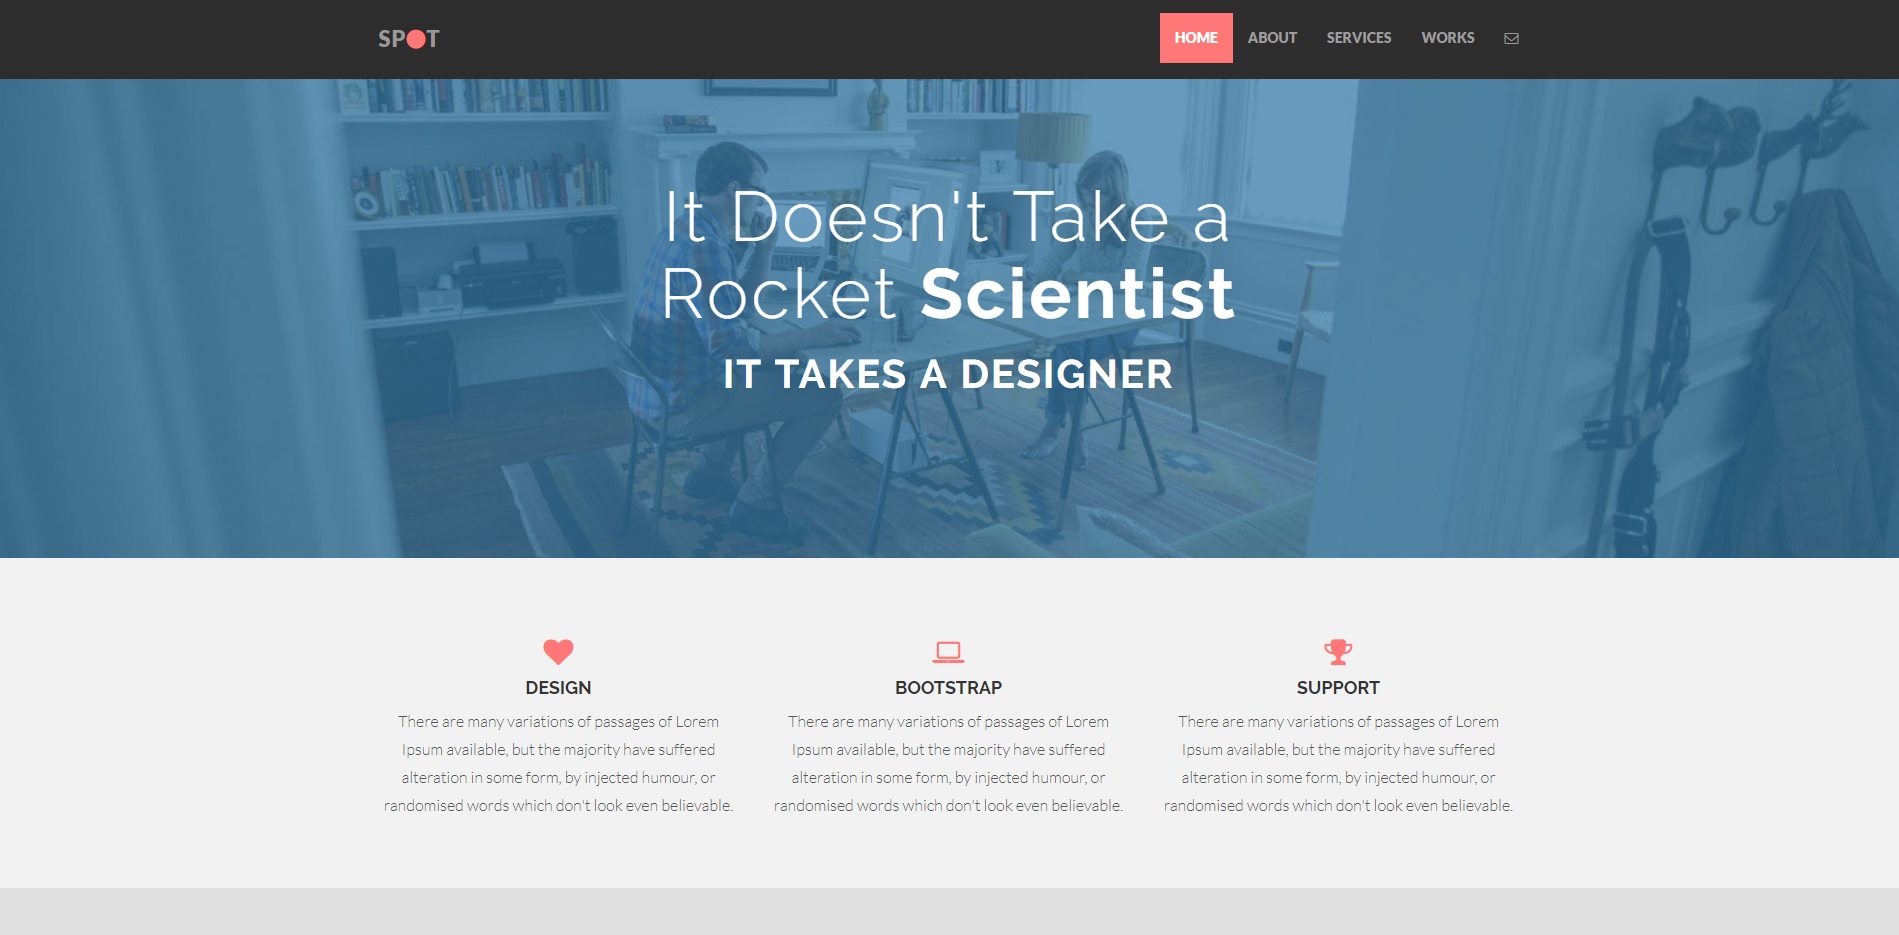 SPOT
HOME ABOUT SERVICES WORKS
It Doesn't Take a
Rocket Scientist
IT TAKES A DESIGNER
DESIGN
There are many variations of passages of Lorem
Ipsum available, but the majority have suffered
alteration in some form, by injected humour, or
randomised words which don't look even believable.
BOOTSTRAP
There are many variations of passages of Lorem
Ipsum available, but the majority have suffered
alteration in some form, by injected humour, or
randomised words which don't look even believable.
SUPPORT
There are many variations of passages of Lorem
Ipsum available, but the majority have suffered
alteration in some form, by injected humour, or
randomised words which don't look even believable.